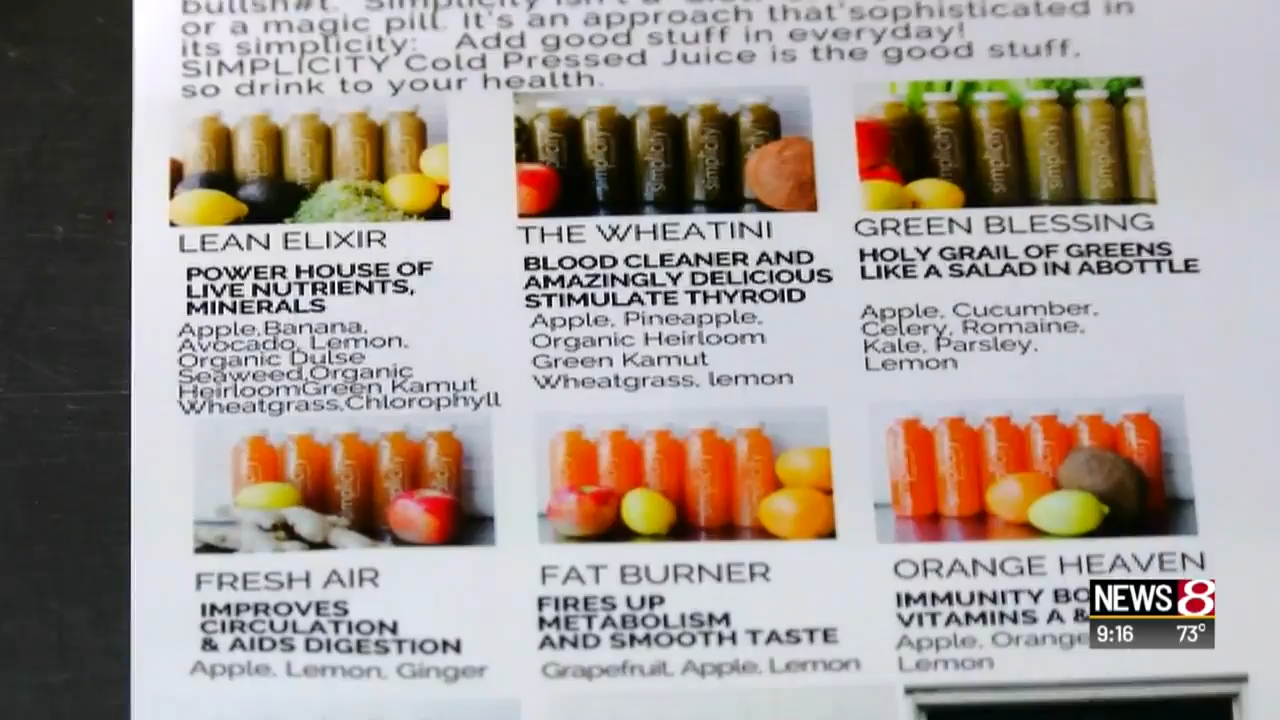 or a magic pill. It's an approach that sophisticated in
its simplicity: Add good stuff in everyday!
SIMPLICITY Cold Pressed Juice is the good stuff.
so drink to your health.
simplicity
simplicity
simplicity
LEAN ELIXIR
POWER HOUSE OF
LIVE NUTRIENTS,
MINERALS
Apple,Banana,
Avocado, Lemon,
Organic Dulse
Seaweed,Organic
HeirloomGreen Kamut
Wheatgrass,Chlorophyll
THE WHEATINI
BLOOD CLEANER AND
AMAZINGLY DELICIOUS
STIMULATE THYROID
Apple, Pineapple,
Organic Heirloom
Green Kamut
Wheatgrass, lemon
GREEN BLESSING
HOLY GRAIL OF GREENS
LIKE A SALAD IN ABOTTLE
Apple, Cucumber,
Celery, Romaine,
Kale, Parsley,
Lemon
FRESH AIR
IMPROVES
CIRCULATION
& AIDS DIGESTION
Apple, Lemon, Ginger
FAT BURNER
FIRES UP
METABOLISM
AND SMOOTH TASTE
Grapefruit, Apple, Lemon
ORANGE HEAVEN
IMMUNITY BO
VITAMINS A &
Apple, Orange
Lemon
NEWS 8
9:16 73°